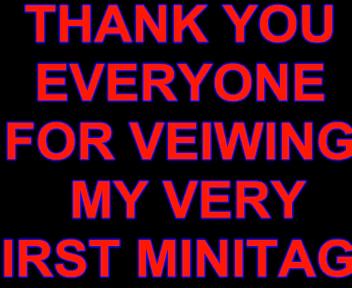 THANK YOU
EVERYONE
FOR VEIWING
MY VERY
IRST MINITAG